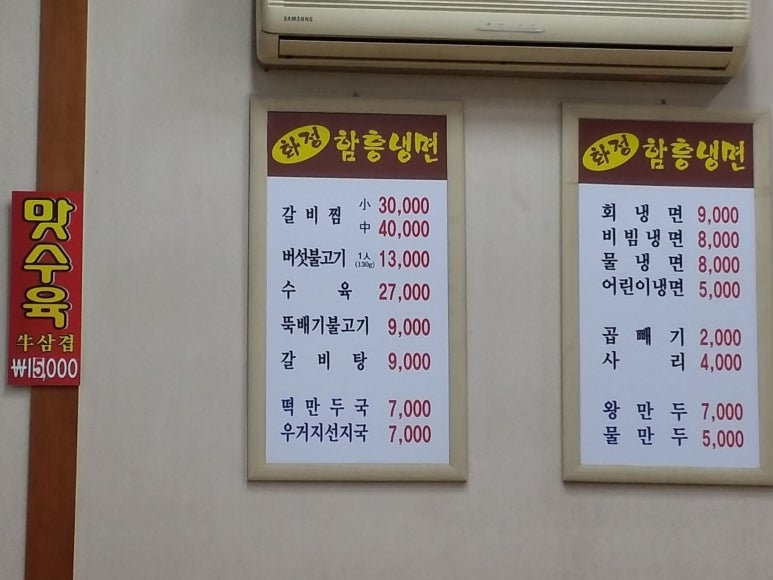 SAMSUNG
맛수육
牛삼겹
₩15,000
화정 함흥냉면
갈비찜 小 30,000
中 40,000
버섯불고기 1人 (130g) 13,000
수육 27,000
뚝배기불고기 9,000
갈비탕 9,000
떡만두국 7,000
우거지선지국 7,000
화정 함흥냉면
회냉면 9,000
비빔냉면 8,000
물냉면 8,000
어린이냉면 5,000
곱빼기 2,000
사리 4,000
왕만두 7,000
물만두 5,000